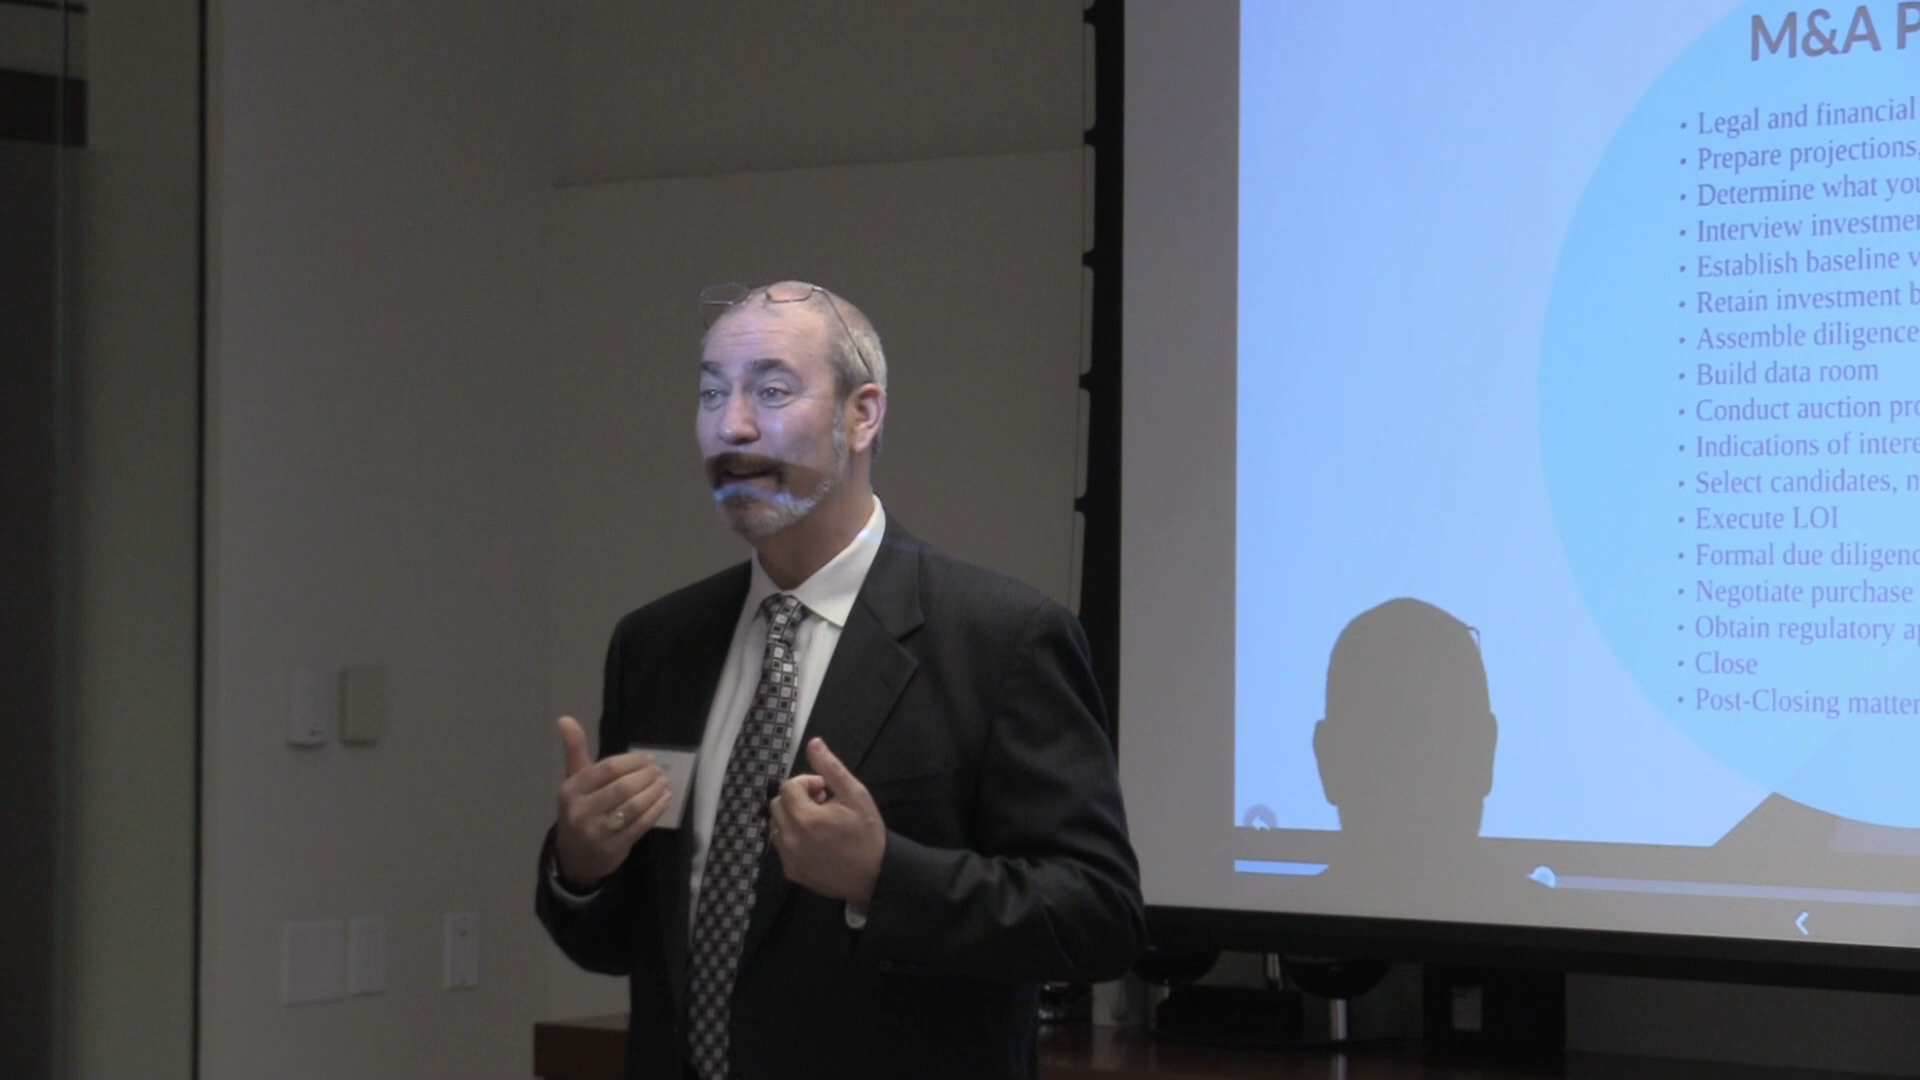 M&A P
• Legal and financial
• Prepare projections,
• Determine what you
• Interview investmen
• Establish baseline v
• Retain investment b
• Assemble diligence
• Build data room
• Conduct auction pro
• Indications of intere
• Select candidates, n
• Execute LOI
• Formal due diligenc
• Negotiate purchase
• Obtain regulatory ap
• Close
• Post-Closing matter